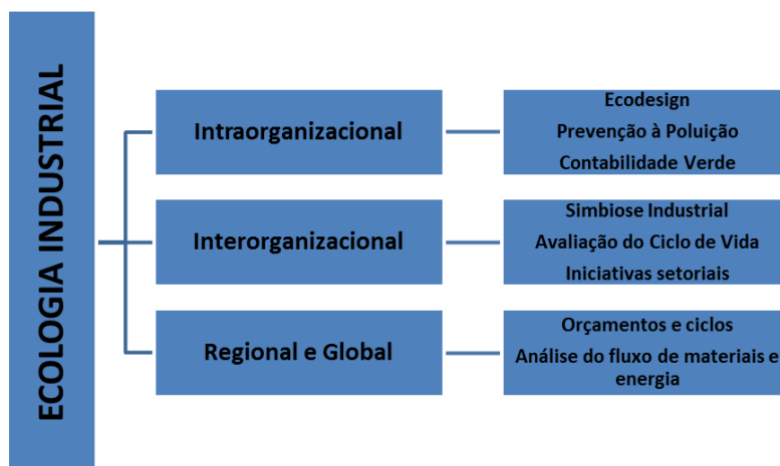 ECOLOGIA INDUSTRIAL
Intraorganizacional
Ecodesign
Prevenção à Poluição
Contabilidade Verde
Interorganizacional
Simbiose Industrial
Avaliação do Ciclo de Vida
Iniciativas setoriais
Regional e Global
Orçamentos e ciclos
Análise do fluxo de materiais e
energia